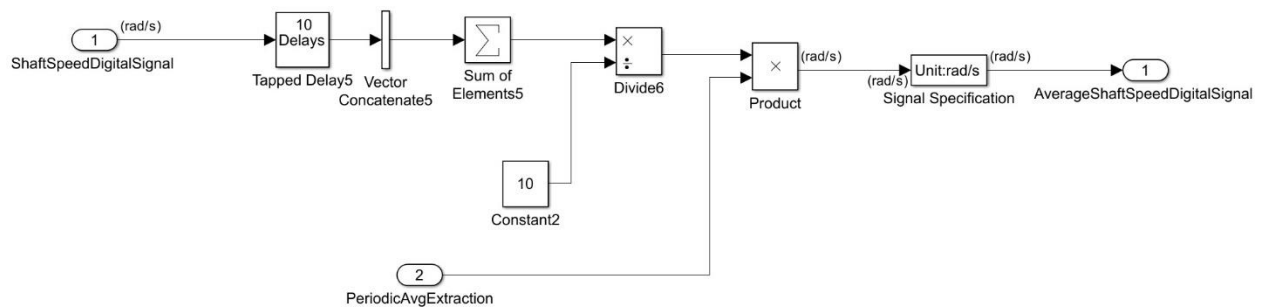 (rad/s)
1
ShaftSpeedDigitalSignal
10
Delays
Tapped Delay5
Vector
Concatenate5
∑
Sum of
Elements5
×
÷
Divide6
10
Constant2
2
PeriodicAvgExtraction
×
Product
(rad/s)
(rad/s)
Unit:rad/s
Signal Specification
(rad/s)
1
AverageShaftSpeedDigitalSignal